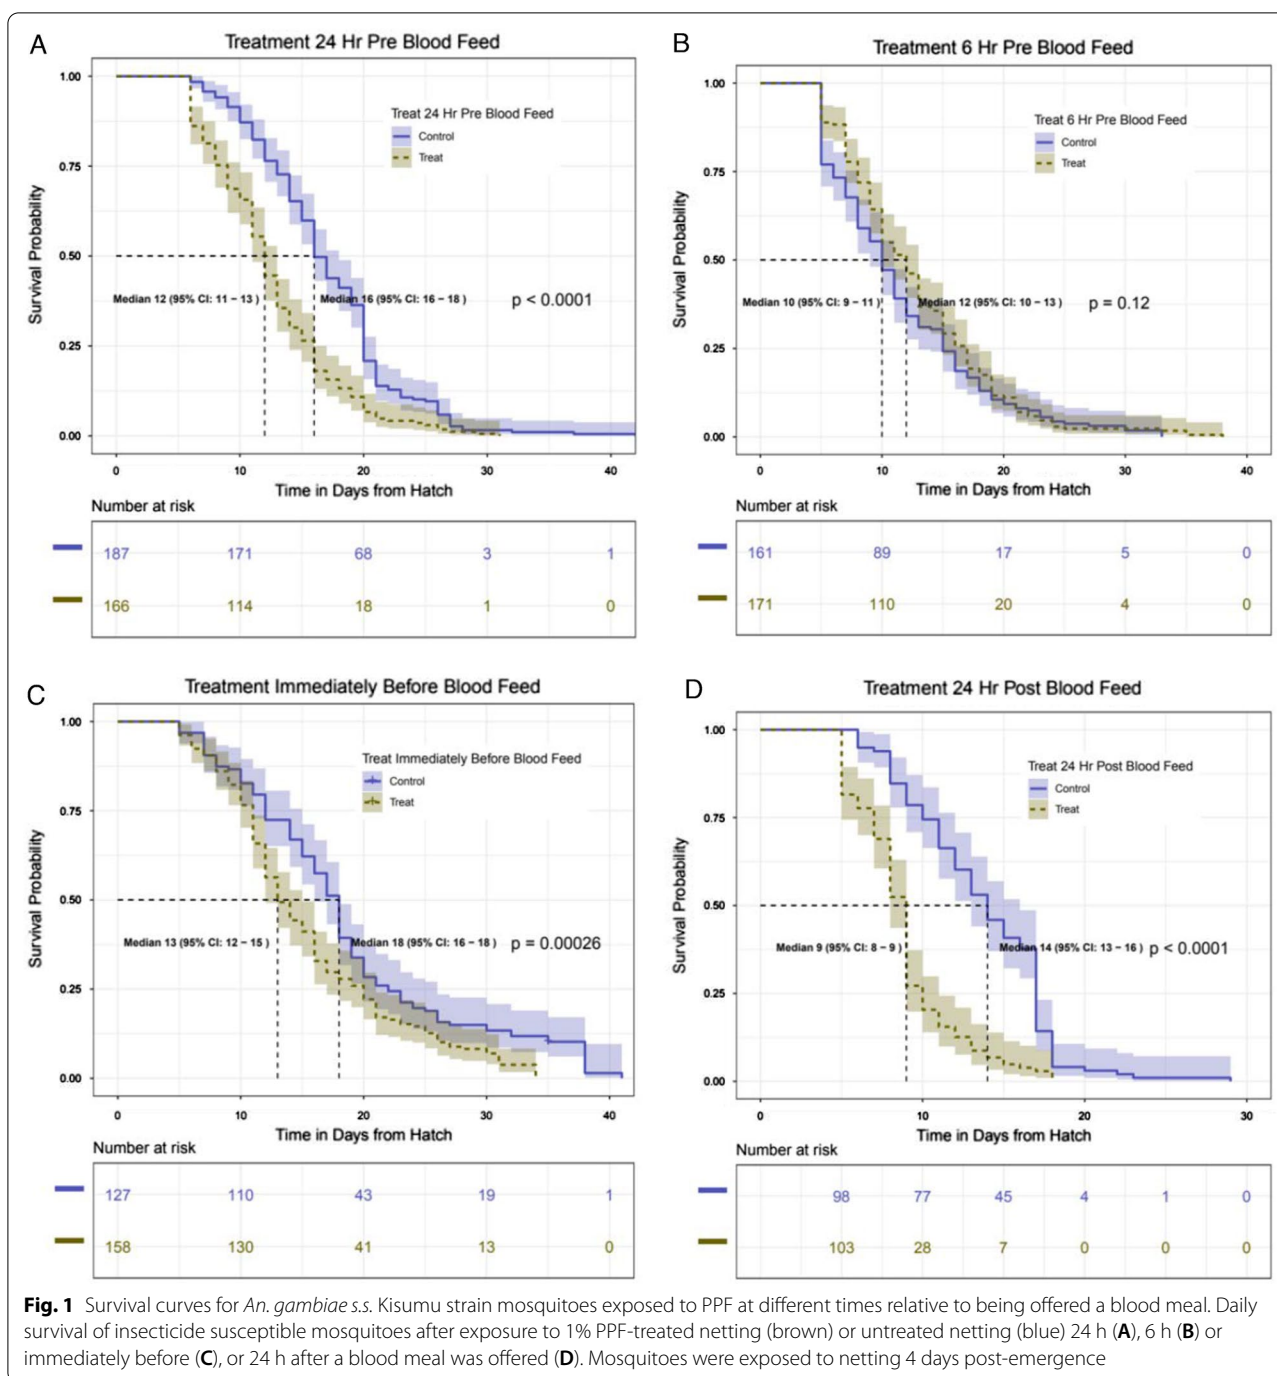 A
Treatment 24 Hr Pre Blood Feed
1.00
0.75
0.50
0.25
0.00
Survival Probability
Treat 24 Hr Pre Blood Feed
Control
Treat
Median 12 (95% CI: 11 – 13 )
Median 16 (95% CI: 16 – 18 )
p < 0.0001
0 10 20 30 40
Time in Days from Hatch
Number at risk
187 171 68 3 1
166 114 18 1 0
B
Treatment 6 Hr Pre Blood Feed
1.00
0.75
0.50
0.25
0.00
Survival Probability
Treat 6 Hr Pre Blood Feed
Control
Treat
Median 10 (95% CI: 9 – 11 )
Median 12 (95% CI: 10 – 13 )
p = 0.12
0 10 20 30 40
Time in Days from Hatch
Number at risk
161 89 17 5 0
171 110 20 4 0
C
Treatment Immediately Before Blood Feed
1.00
0.75
0.50
0.25
0.00
Survival Probability
Treat Immediately Before Blood Feed
Control
Treat
Median 13 (95% CI: 12 – 15 )
Median 18 (95% CI: 16 – 18 )
p = 0.00026
0 10 20 30 40
Time in Days from Hatch
Number at risk
127 110 43 19 1
158 130 41 13 0
D
Treatment 24 Hr Post Blood Feed
1.00
0.75
0.50
0.25
0.00
Survival Probability
Treat 24 Hr Post Blood Feed
Control
Treat
Median 9 (95% CI: 8 – 9 )
Median 14 (95% CI: 13 – 16 )
p < 0.0001
0 10 20 30
Time in Days from Hatch
Number at risk
98 77 45 4 1 0
103 28 7 0 0 0
Fig. 1 Survival curves for An. gambiae s.s. Kisumu strain mosquitoes exposed to PPF at different times relative to being offered a blood meal. Daily
survival of insecticide susceptible mosquitoes after exposure to 1% PPF-treated netting (brown) or untreated netting (blue) 24 h (A), 6 h (B) or
immediately before (C), or 24 h after a blood meal was offered (D). Mosquitoes were exposed to netting 4 days post-emergence